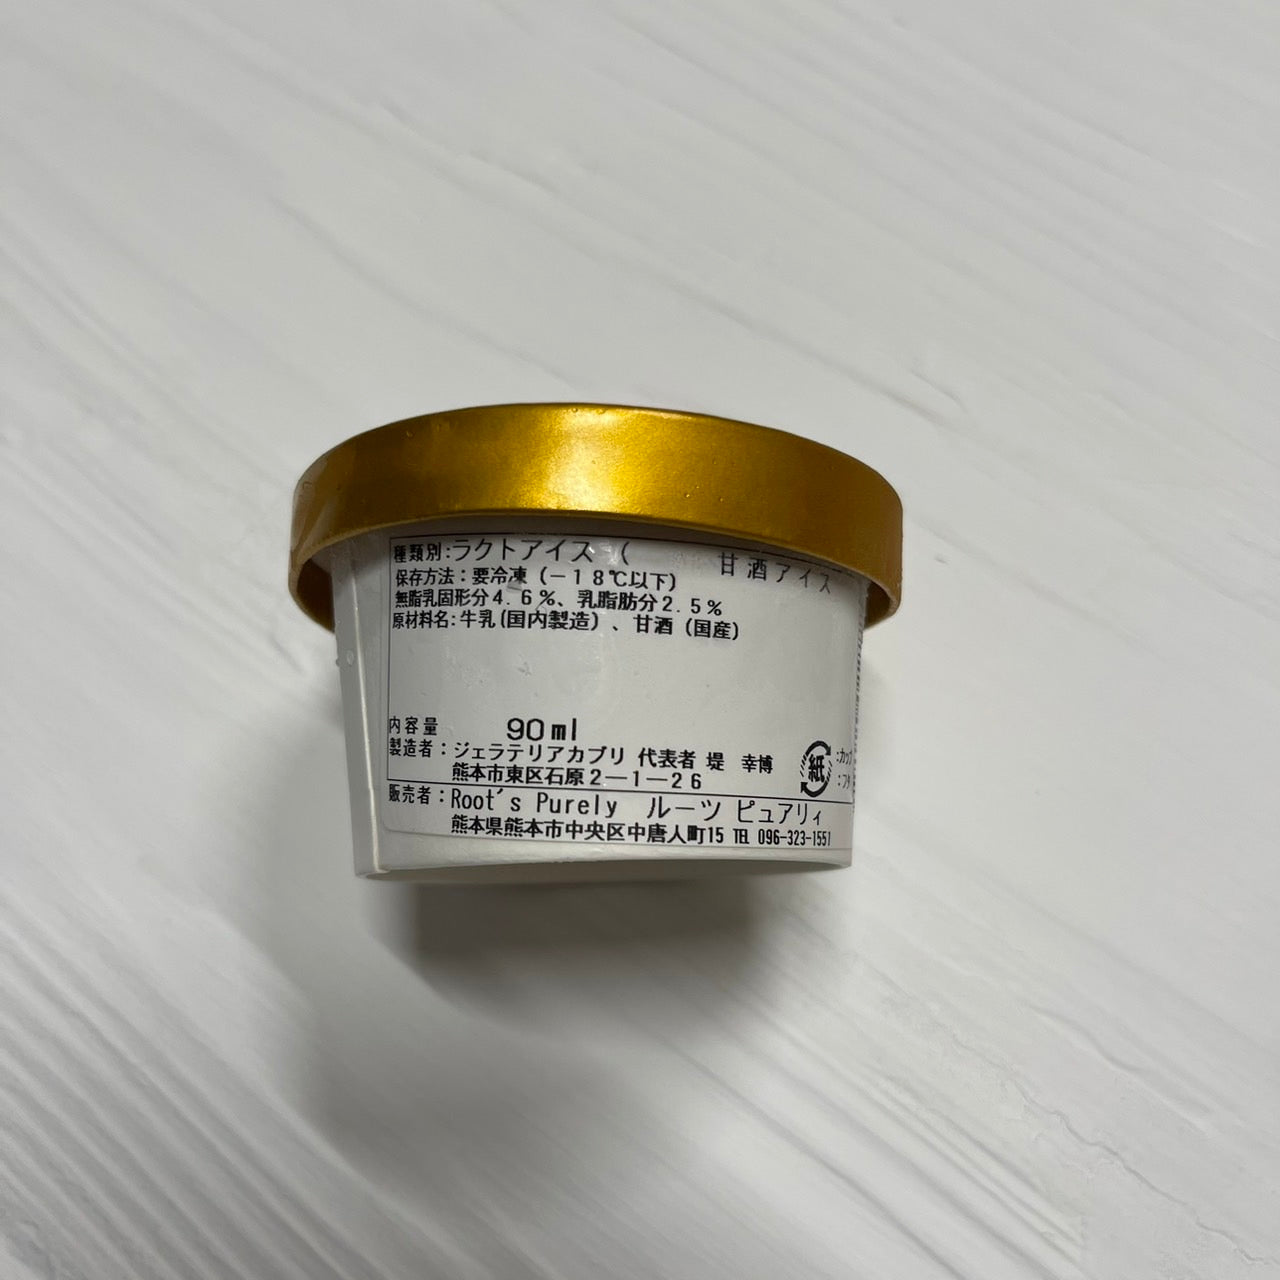 種類別:ラクトアイス (　甘酒アイス
保存方法:要冷凍(－18℃以下)
無脂乳固形分4.6%、乳脂肪分2.5%
原材料名:牛乳(国内製造)、甘酒(国産)
内容量　90ml
製造者:ジェラテリアカブリ 代表者 堤　幸博
熊本市東区石原2－1－26
紙
:カップ
:フタ
販売者:Root's Purely　ルーツ ピュアリィ
熊本県熊本市中央区中唐人町15 TEL 096-323-1551